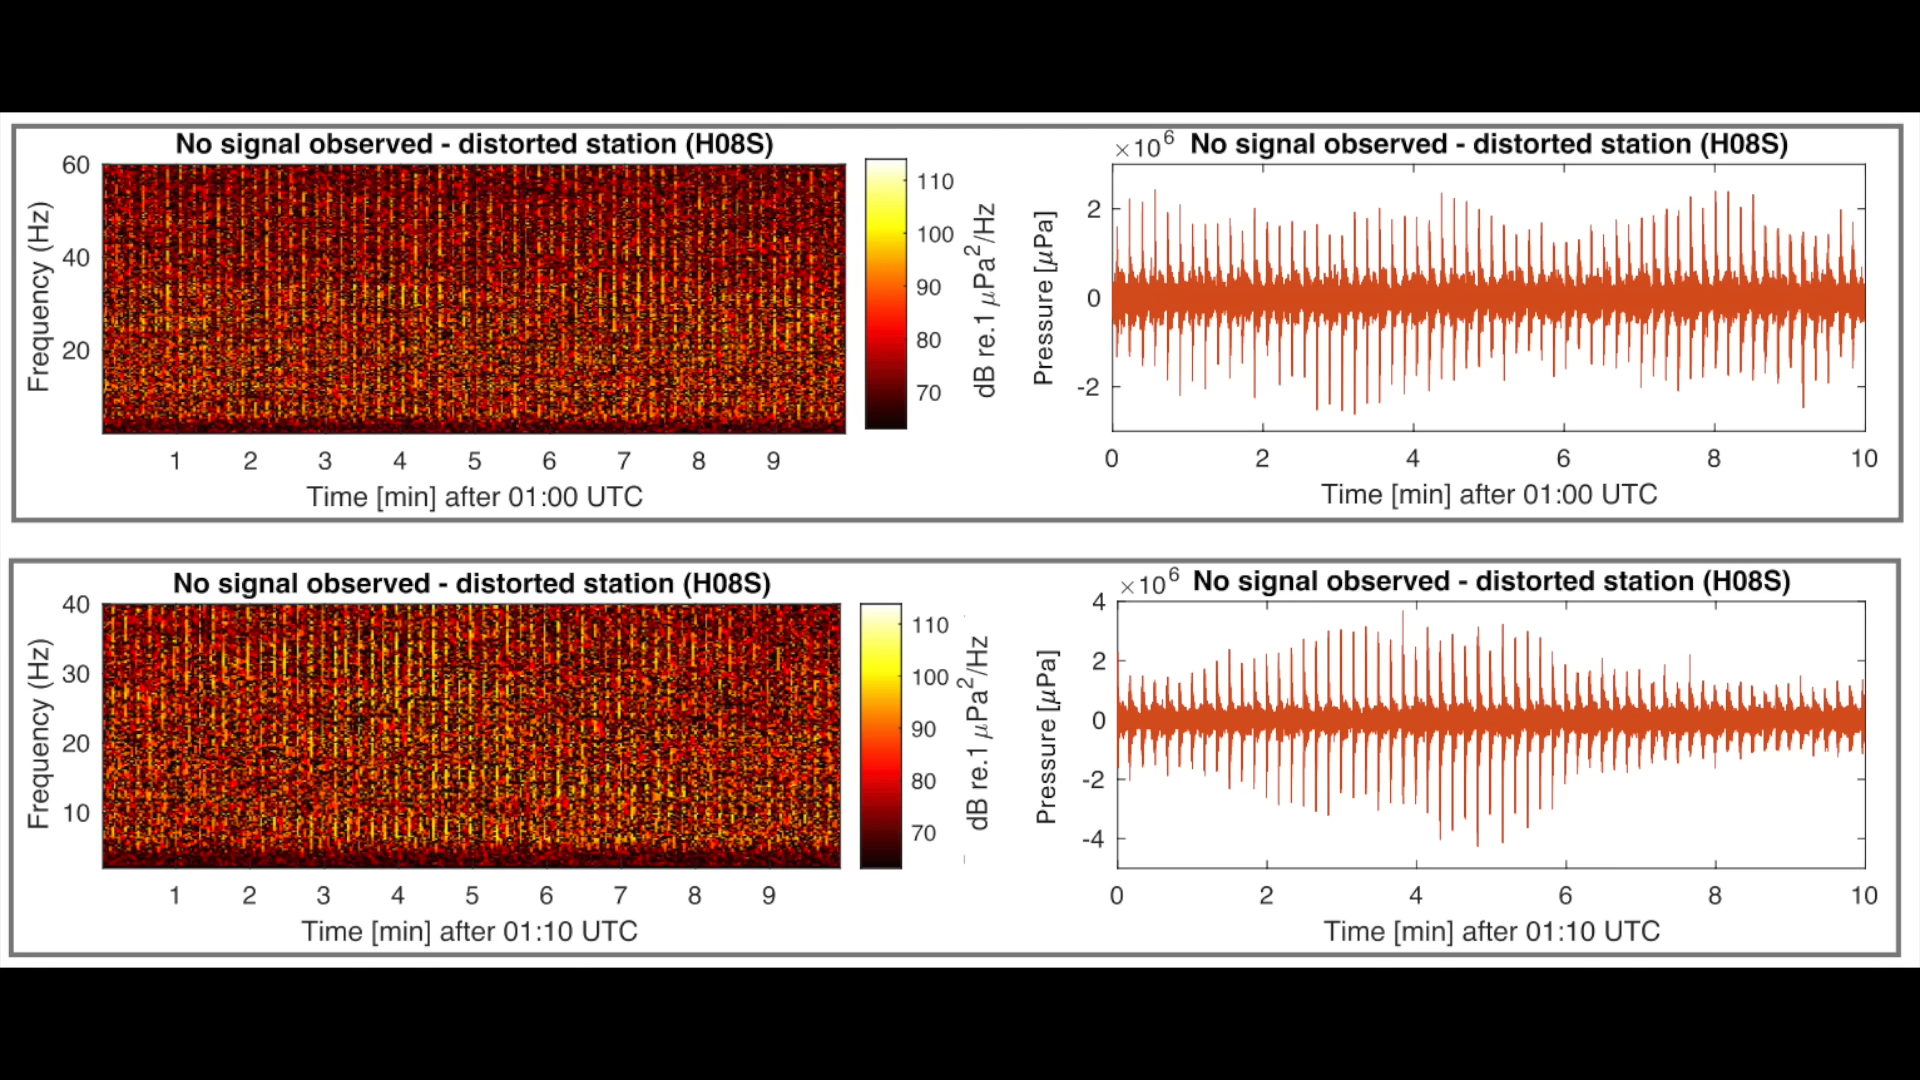 No signal observed - distorted station (H08S)
60
40
20
Frequency (Hz)
1 2 3 4 5 6 7 8 9
Time [min] after 01:00 UTC
110
100
90
80
70
dB re.1 μPa²/Hz
×10⁶ No signal observed - distorted station (H08S)
2
0
-2
Pressure [μPa]
0 2 4 6 8 10
Time [min] after 01:00 UTC
No signal observed - distorted station (H08S)
40
30
20
10
Frequency (Hz)
1 2 3 4 5 6 7 8 9
Time [min] after 01:10 UTC
110
100
90
80
70
dB re.1 μPa²/Hz
×10⁶ No signal observed - distorted station (H08S)
4
2
0
-2
-4
Pressure [μPa]
0 2 4 6 8 10
Time [min] after 01:10 UTC